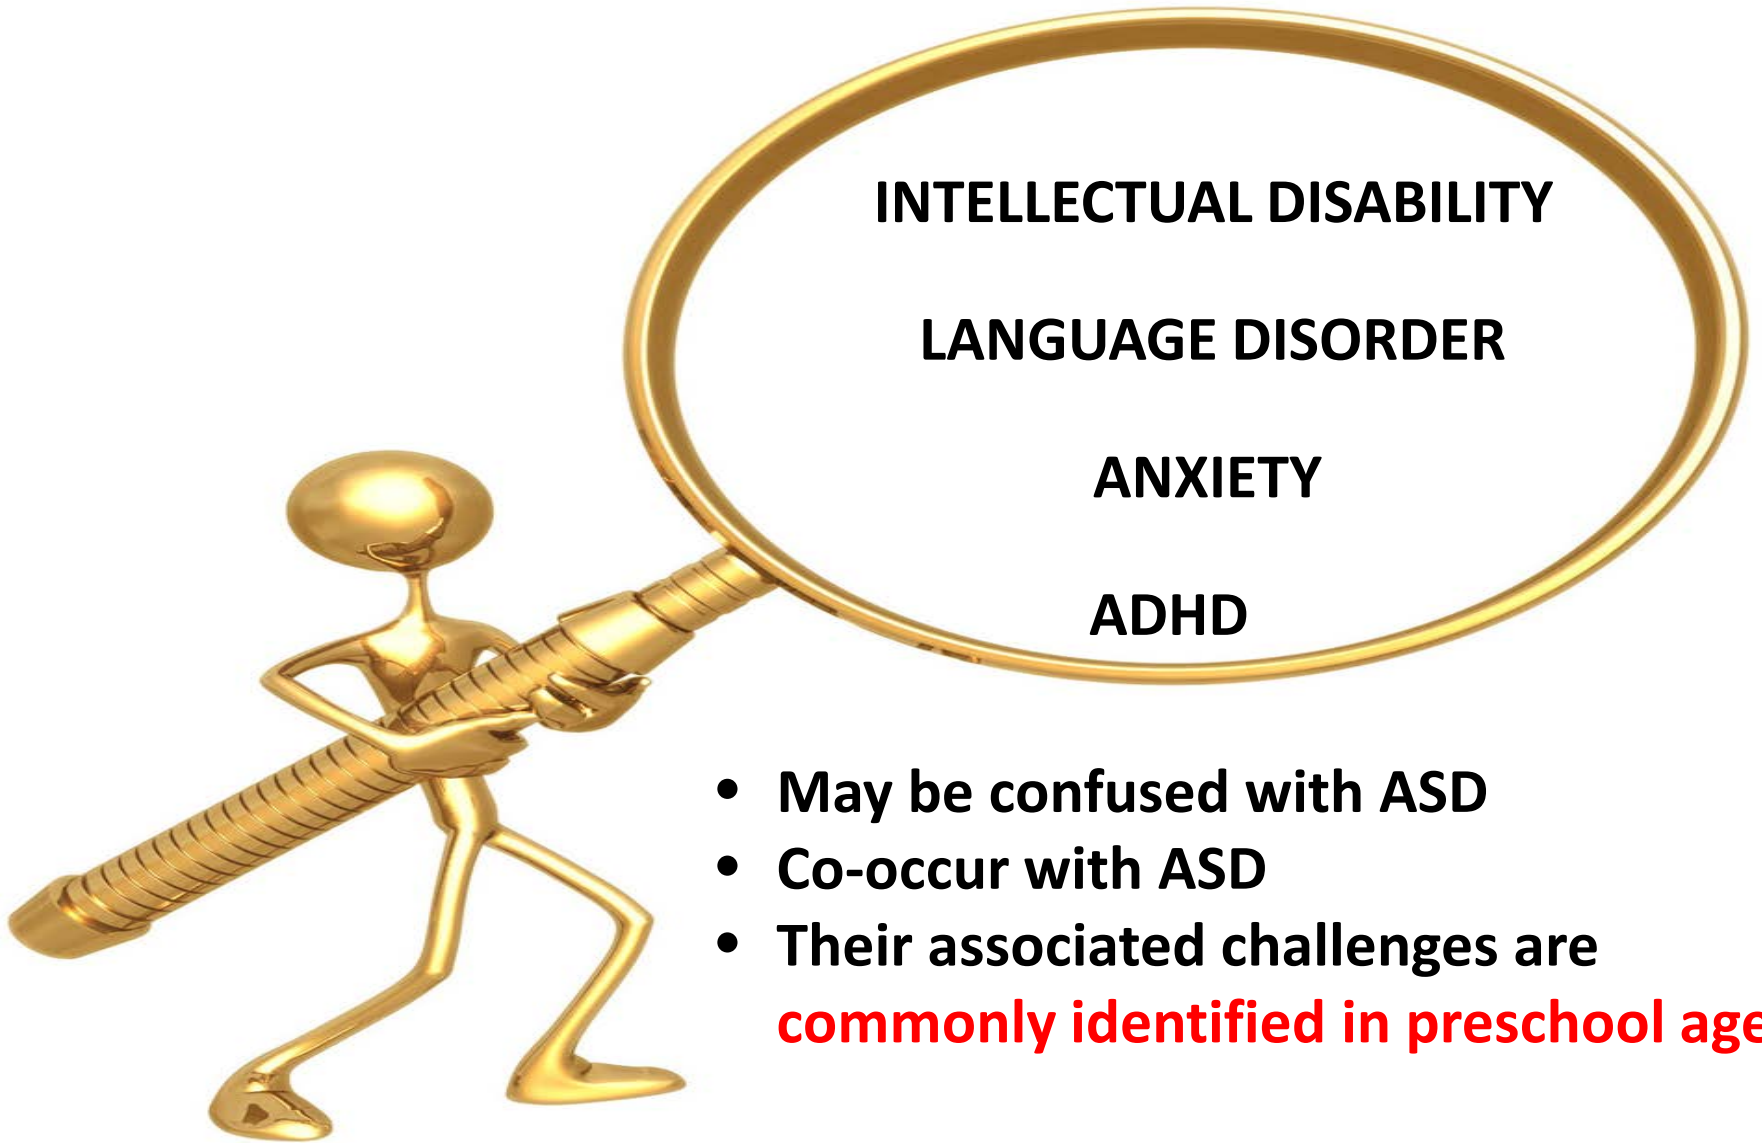 INTELLECTUAL DISABILITY
LANGUAGE DISORDER
ANXIETY
ADHD
• May be confused with ASD
• Co-occur with ASD
• Their associated challenges are
commonly identified in preschool age